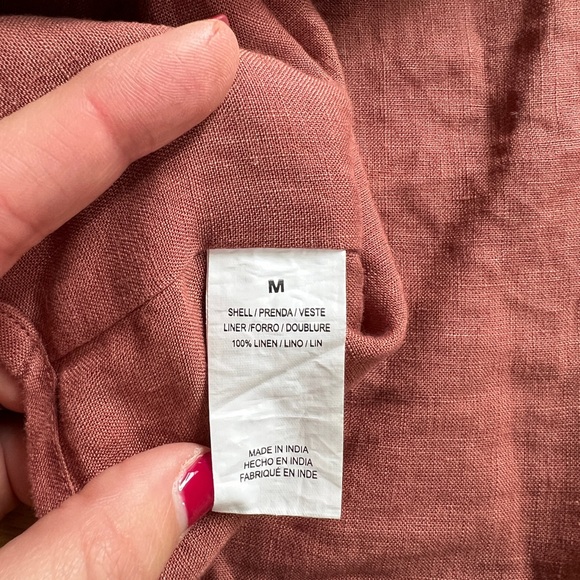 M
SHELL / PRENDA / VESTE
LINER /FORRO / DOUBLURE
100% LINEN / LINO / LIN
MADE IN INDIA
HECHO EN INDIA
FABRIQUÉ EN INDE